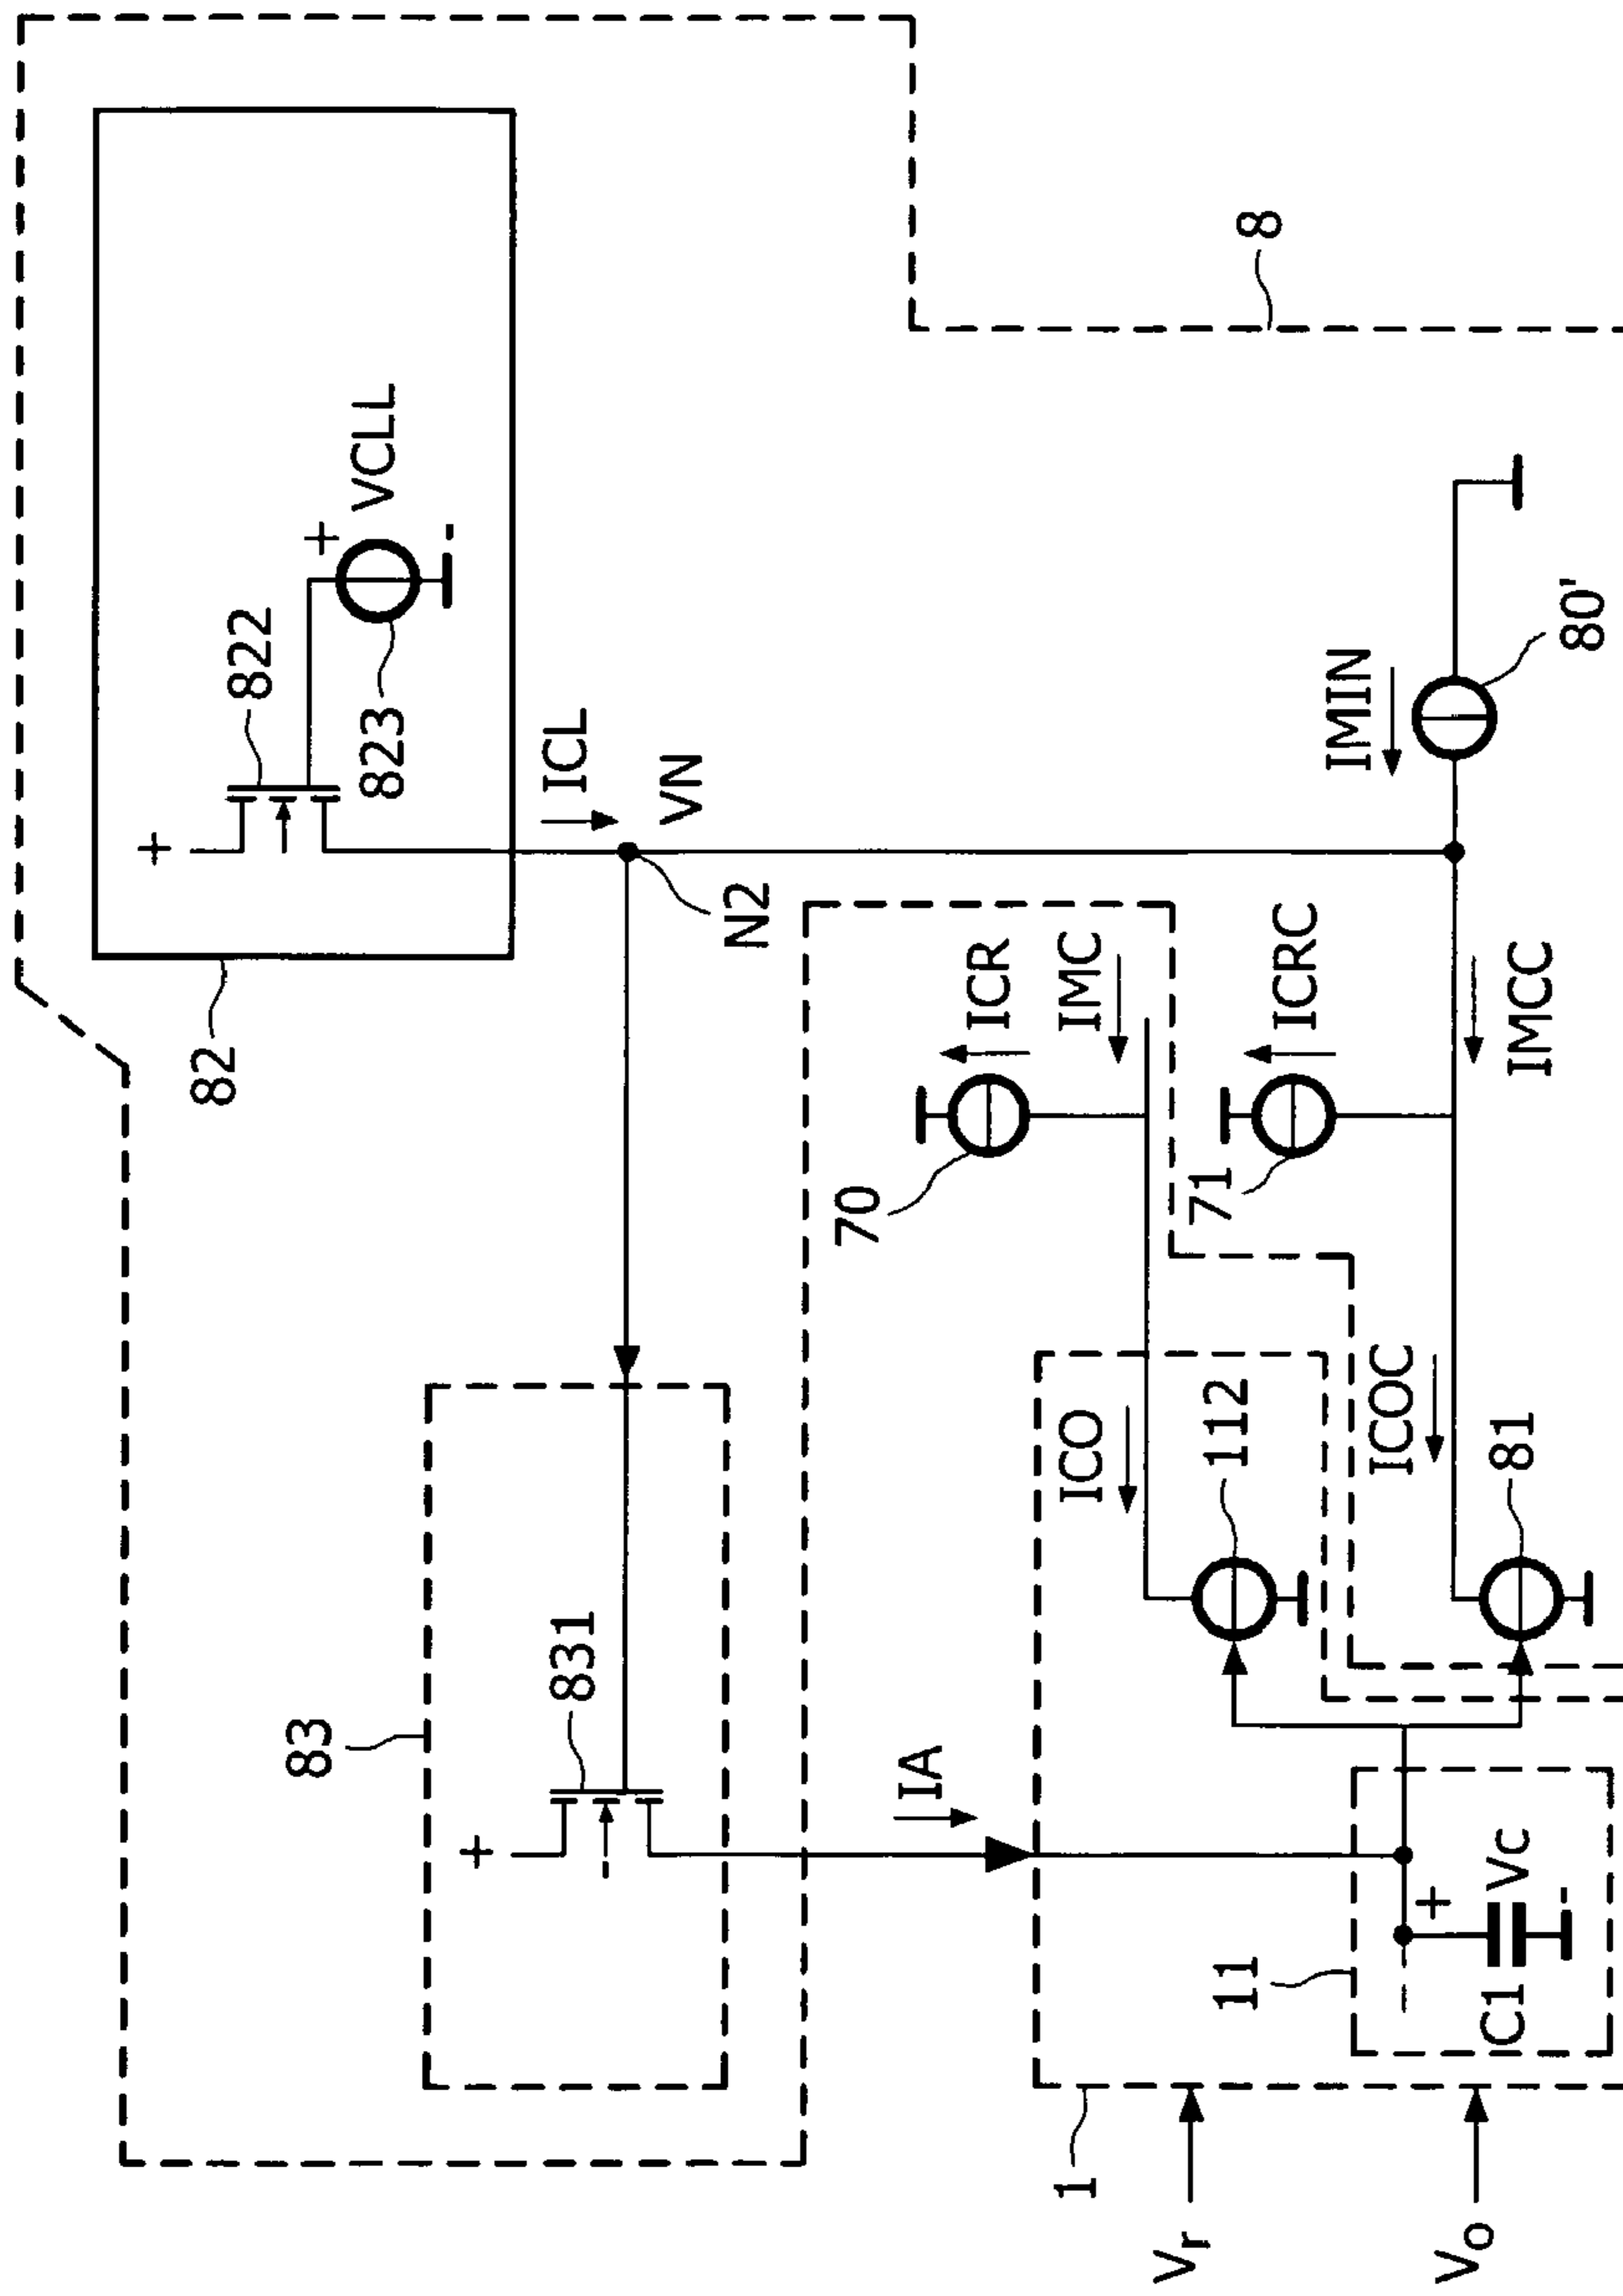 82
+
822
823
+
VCLL
-
ICL
VN
N2
8
83
+
-
831
IA
70
ICR
IMC
71
ICRC
IMIN
80'
IMCC
1
ICO
112
ICOC
81
11
+
Vc
-
C1
Vr
Vo